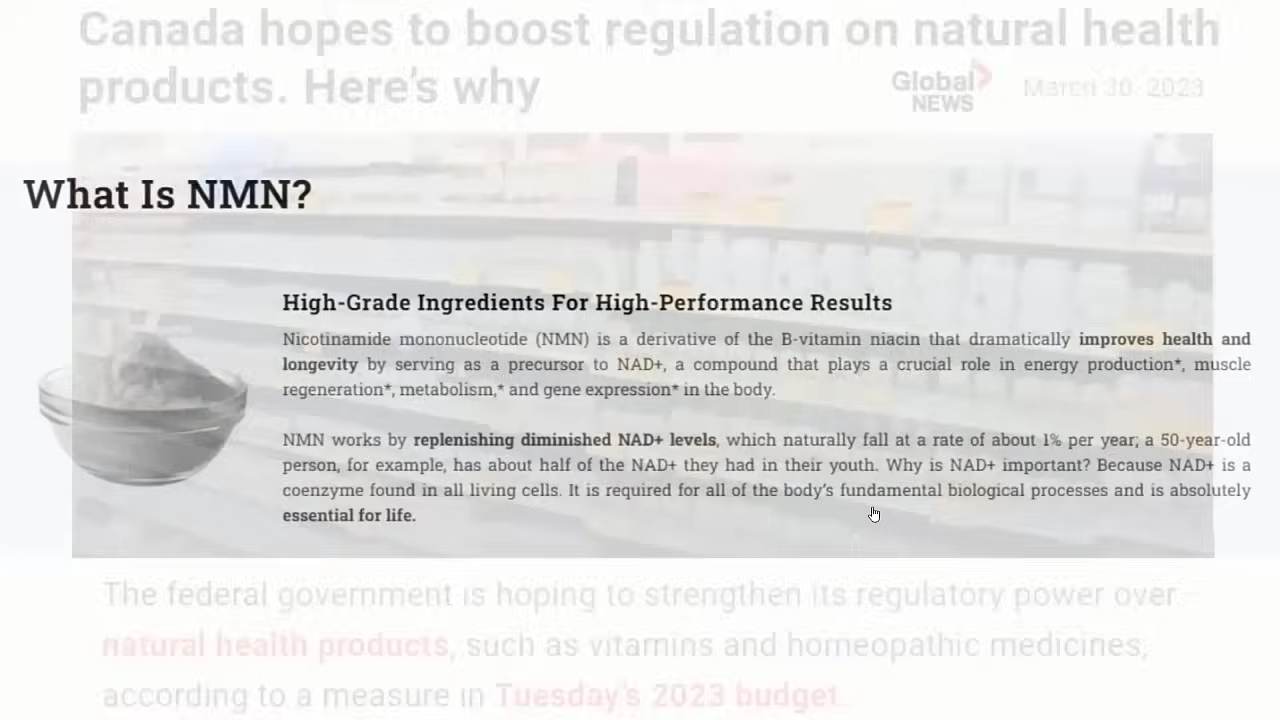 Canada hopes to boost regulation on natural health
products. Here's why
Global
NEWS
March 30, 2023
What Is NMN?
High-Grade Ingredients For High-Performance Results
Nicotinamide mononucleotide (NMN) is a derivative of the B-vitamin niacin that dramatically improves health and
longevity by serving as a precursor to NAD+, a compound that plays a crucial role in energy production*, muscle
regeneration*, metabolism,* and gene expression* in the body.
NMN works by replenishing diminished NAD+ levels, which naturally fall at a rate of about 1% per year; a 50-year-old
person, for example, has about half of the NAD+ they had in their youth. Why is NAD+ important? Because NAD+ is a
coenzyme found in all living cells. It is required for all of the body's fundamental biological processes and is absolutely
essential for life.
The federal government is hoping to strengthen its regulatory power over
natural health products, such as vitamins and homeopathic medicines,
according to a measure in Tuesday's 2023 budget.